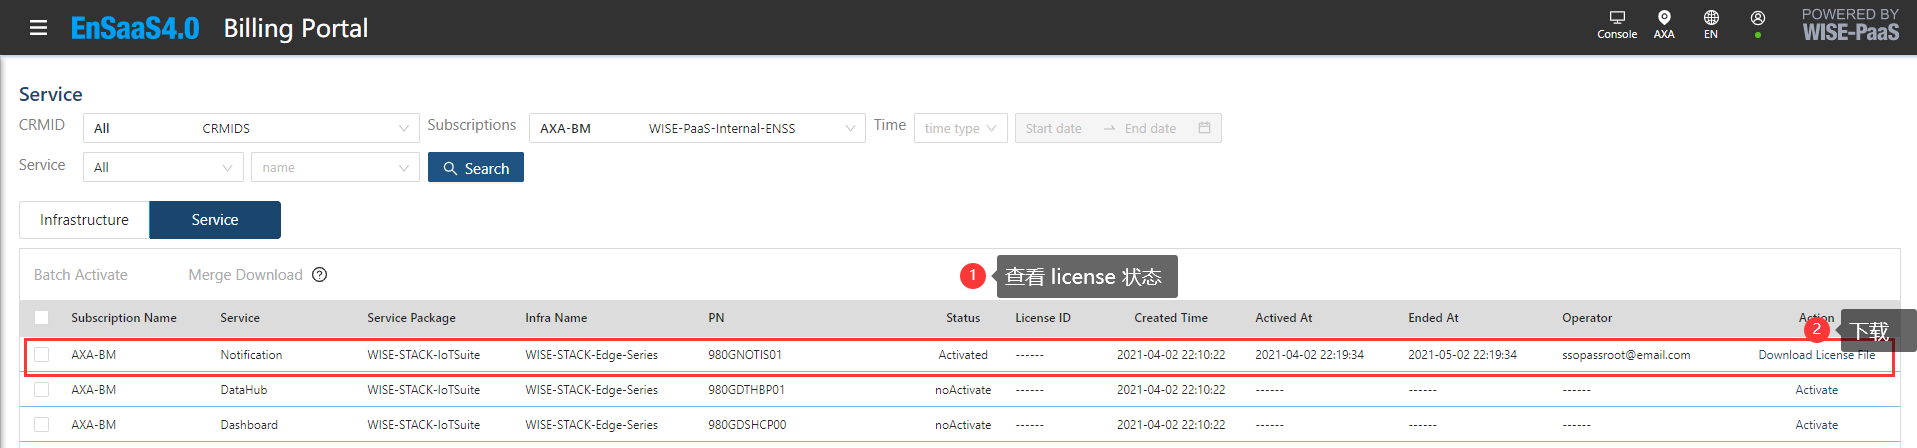 EnSaaS4.0 Billing Portal Console AXA EN POWERED BY WISE-PaaS
Service
CRMID All CRMIDS Subscriptions AXA-BM WISE-PaaS-Internal-ENSS Time time type Start date → End date
Service All name Search
Infrastructure Service
Batch Activate Merge Download ? 1 查看 license 状态
Subscription Name Service Service Package Infra Name PN Status License ID Created Time Actived At Ended At Operator Action
2 下载
AXA-BM Notification WISE-STACK-IoTSuite WISE-STACK-Edge-Series 980GNOTIS01 Activated ------ 2021-04-02 22:10:22 2021-04-02 22:19:34 2021-05-02 22:19:34 ssopassroot@email.com Download License File
AXA-BM DataHub WISE-STACK-IoTSuite WISE-STACK-Edge-Series 980GDTHBP01 noActivate ------ 2021-04-02 22:10:22 ------ ------ ------ Activate
AXA-BM Dashboard WISE-STACK-IoTSuite WISE-STACK-Edge-Series 980GDSHCP00 noActivate ------ 2021-04-02 22:10:22 ------ ------ ------ Activate